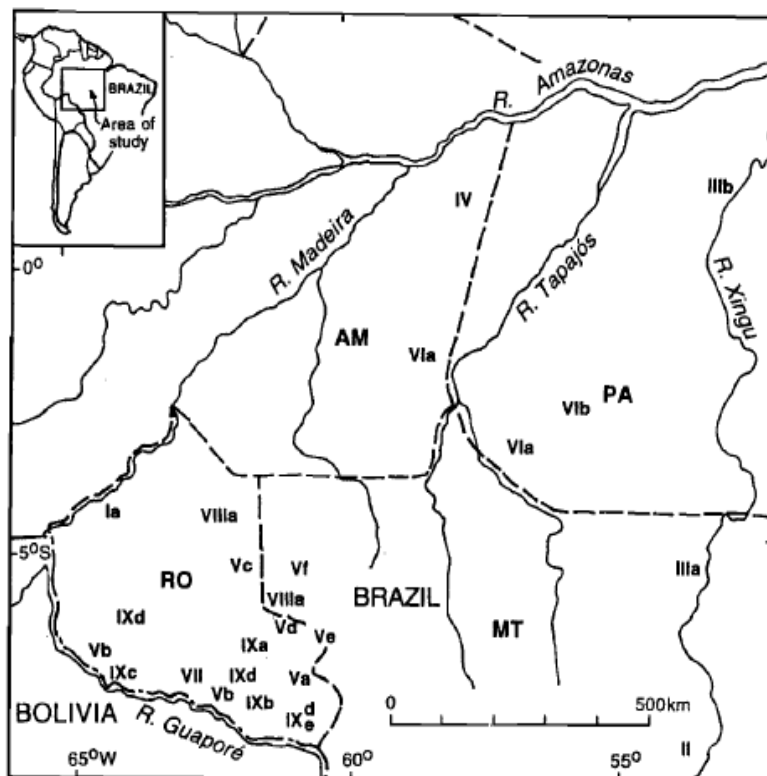 BRAZIL
Area of
study
R. Amazonas
IV
IIIb
R. Madeira
R. Tapajós
R. Xingu
0°
AM
VIa
PA
VIb
VIa
Ia
VIIIa
5°S
Vc
Vf
IIIa
RO
BRAZIL
VIIIa
IXd
Vd
Ve
MT
IXa
Vb
IXc
VII
IXd
Va
Vb
IXb
BOLIVIA
R. Guaporé
IX d e
0
500km
II
65°W
60°
55°